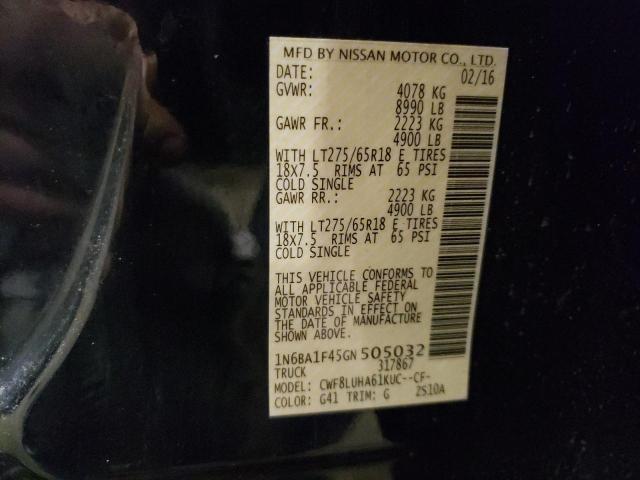 MFD BY NISSAN MOTOR CO., LTD.
DATE: 02/16
GVWR: 4078 KG
8990 LB
GAWR FR.: 2223 KG
4900 LB
WITH LT275/65R18 E TIRES
18X7.5 RIMS AT 65 PSI
COLD SINGLE
GAWR RR.: 2223 KG
4900 LB
WITH LT275/65R18 E TIRES
18X7.5 RIMS AT 65 PSI
COLD SINGLE
THIS VEHICLE CONFORMS TO
ALL APPLICABLE FEDERAL
MOTOR VEHICLE SAFETY
STANDARDS IN EFFECT ON
THE DATE OF MANUFACTURE
SHOWN ABOVE.
1N6BA1F45GN505032
TRUCK 317867
MODEL: CWF8LUHA61KUC--CF-
COLOR: G41 TRIM: G 2S10A